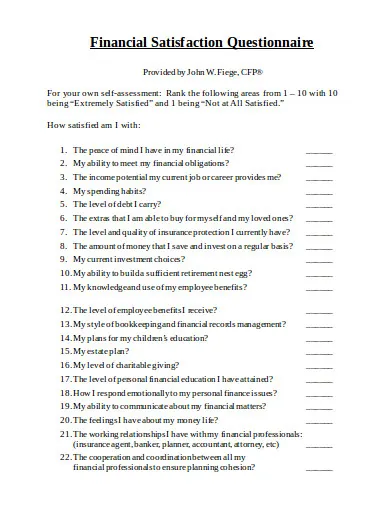 Financial Satisfaction Questionnaire
Provided by John W. Fiege, CFP®
For your own self-assessment: Rank the following areas from 1 – 10 with 10
being “Extremely Satisfied” and 1 being “Not at All Satisfied.”
How satisfied am I with:
1. The peace of mind I have in my financial life? ______
2. My ability to meet my financial obligations? ______
3. The income potential my current job or career provides me? ______
4. My spending habits? ______
5. The level of debt I carry? ______
6. The extras that I am able to buy for myself and my loved ones? ______
7. The level and quality of insurance protection I currently have? ______
8. The amount of money that I save and invest on a regular basis? ______
9. My current investment choices? ______
10. My ability to build a sufficient retirement nest egg? ______
11. My knowledge and use of my employee benefits? ______
12. The level of employee benefits I receive? ______
13. My style of bookkeeping and financial records management? ______
14. My plans for my children’s education? ______
15. My estate plan? ______
16. My level of charitable giving? ______
17. The level of personal financial education I have attained? ______
18. How I respond emotionally to my personal finance issues? ______
19. My ability to communicate about my financial matters? ______
20. The feelings I have about my money life? ______
21. The working relationships I have with my financial professionals:
(insurance agent, banker, planner, accountant, attorney, etc) ______
22. The cooperation and coordination between all my
financial professionals to ensure planning cohesion? ______